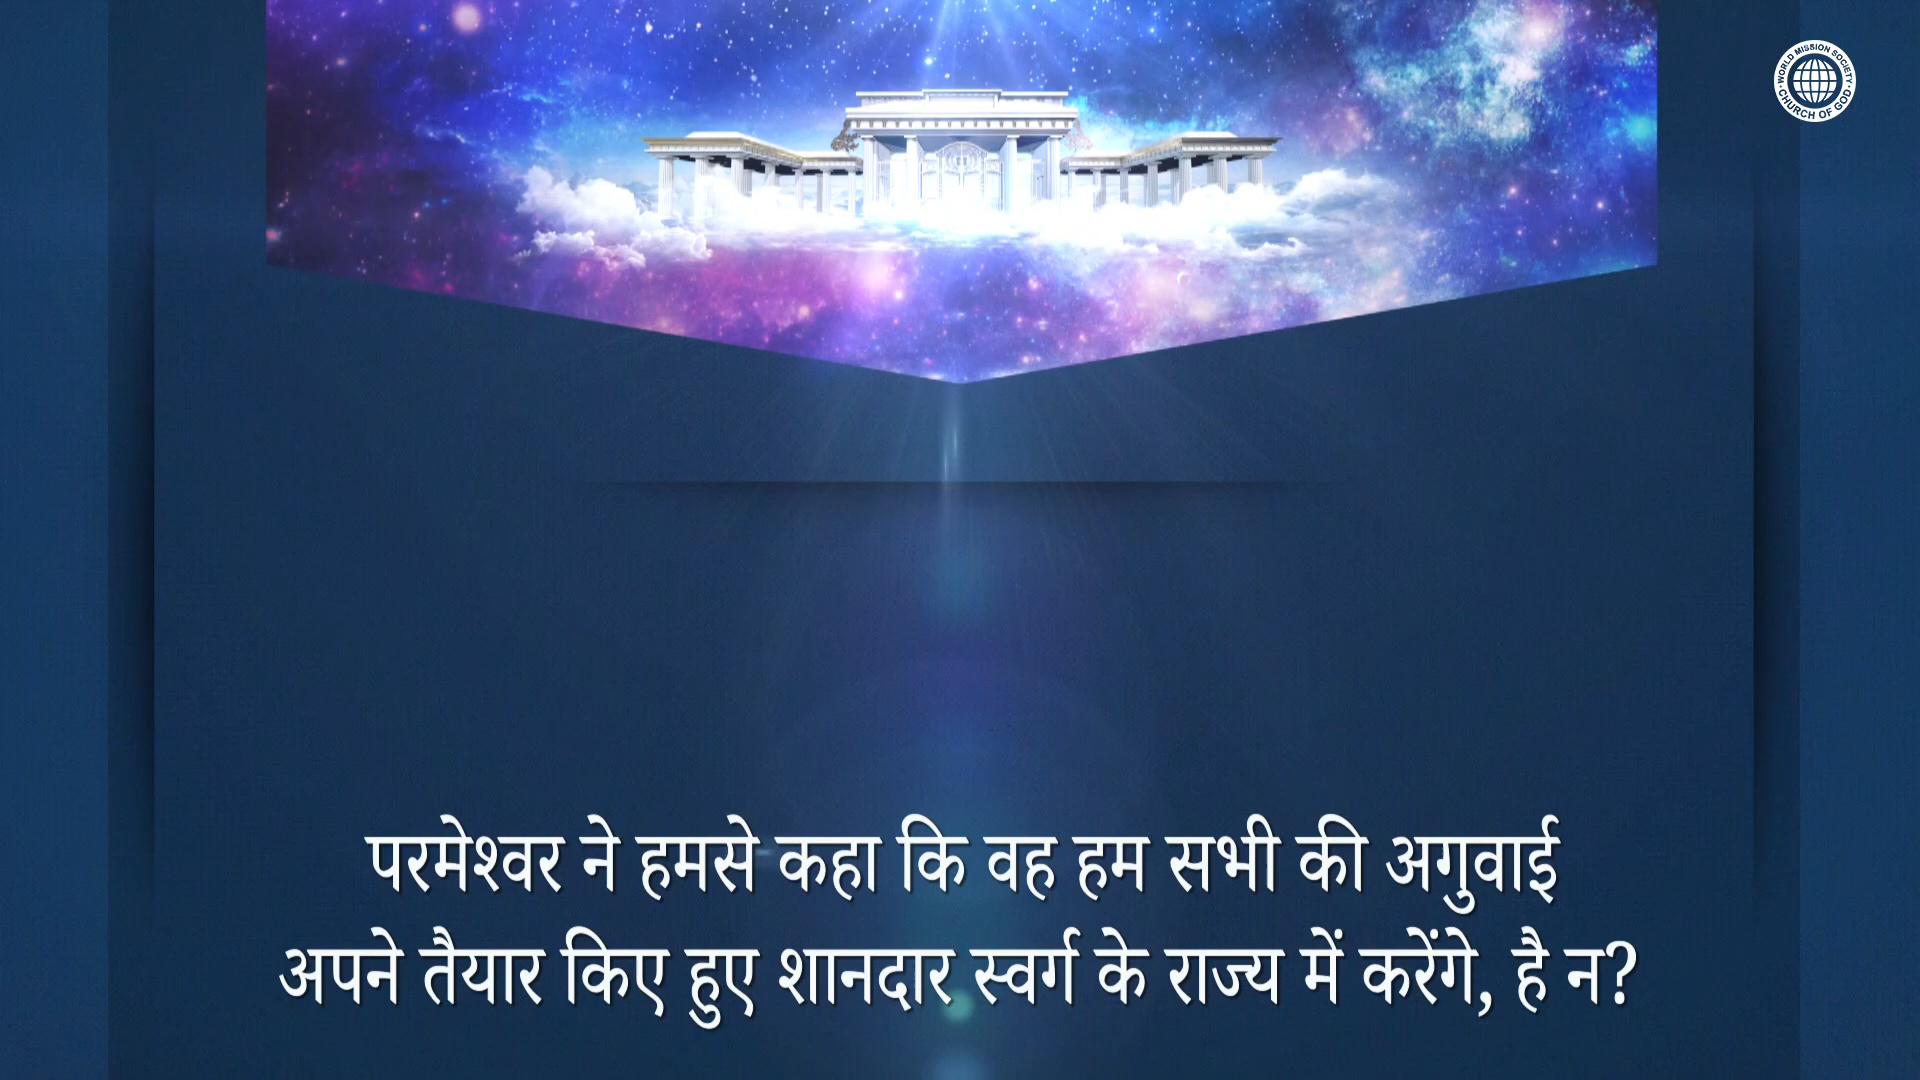 WORLD MISSION SOCIETY
CHURCH OF GOD
परमेश्वर ने हमसे कहा कि वह हम सभी की अगुवाई
अपने तैयार किए हुए शानदार स्वर्ग के राज्य में करेंगे, है न?